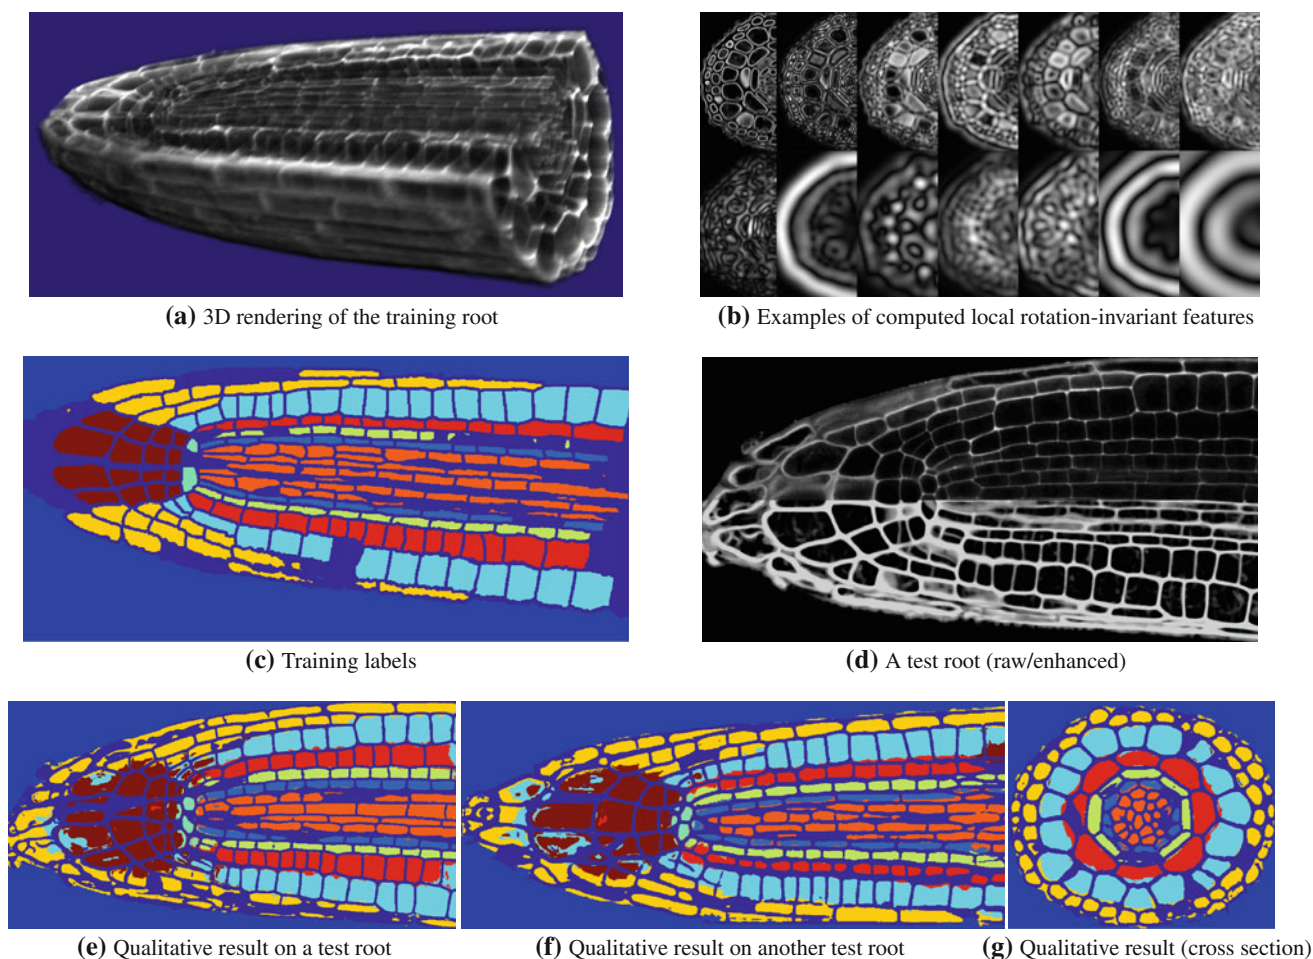 (a) 3D rendering of the training root
(b) Examples of computed local rotation-invariant features
(c) Training labels
(d) A test root (raw/enhanced)
(e) Qualitative result on a test root
(f) Qualitative result on another test root
(g) Qualitative result (cross section)